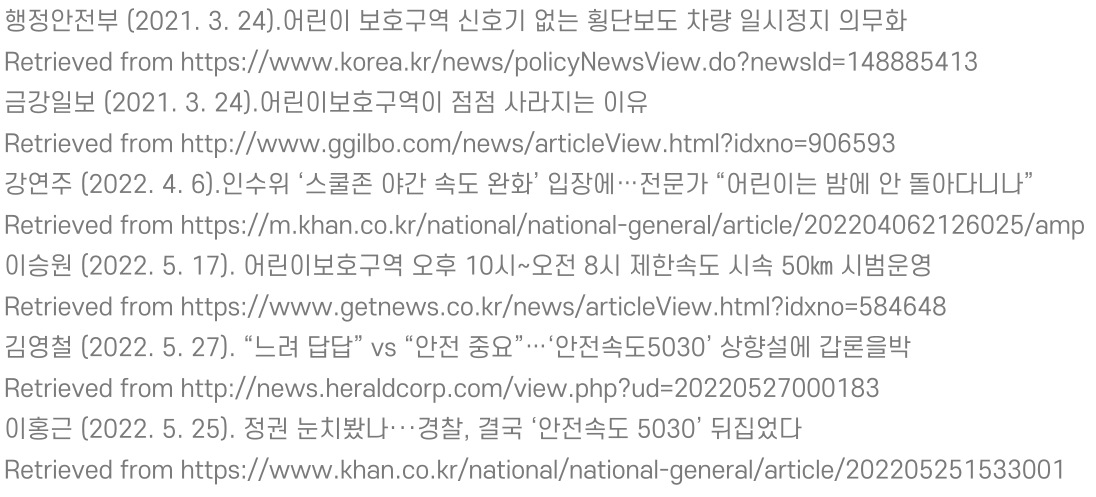 행정안전부 (2021. 3. 24).어린이 보호구역 신호기 없는 횡단보도 차량 일시정지 의무화
Retrieved from https://www.korea.kr/news/policyNewsView.do?newsId=148885413
금강일보 (2021. 3. 24).어린이보호구역이 점점 사라지는 이유
Retrieved from http://www.ggilbo.com/news/articleView.html?idxno=906593
강연주 (2022. 4. 6).인수위 ‘스쿨존 야간 속도 완화’ 입장에…전문가 “어린이는 밤에 안 돌아다니나”
Retrieved from https://m.khan.co.kr/national/national-general/article/202204062126025/amp
이승원 (2022. 5. 17). 어린이보호구역 오후 10시~오전 8시 제한속도 시속 50㎞ 시범운영
Retrieved from https://www.getnews.co.kr/news/articleView.html?idxno=584648
김영철 (2022. 5. 27). “느려 답답” vs “안전 중요”…‘안전속도5030’ 상향설에 갑론을박
Retrieved from http://news.heraldcorp.com/view.php?ud=20220527000183
이홍근 (2022. 5. 25). 정권 눈치봤나···경찰, 결국 ‘안전속도 5030’ 뒤집었다
Retrieved from https://www.khan.co.kr/national/national-general/article/202205251533001